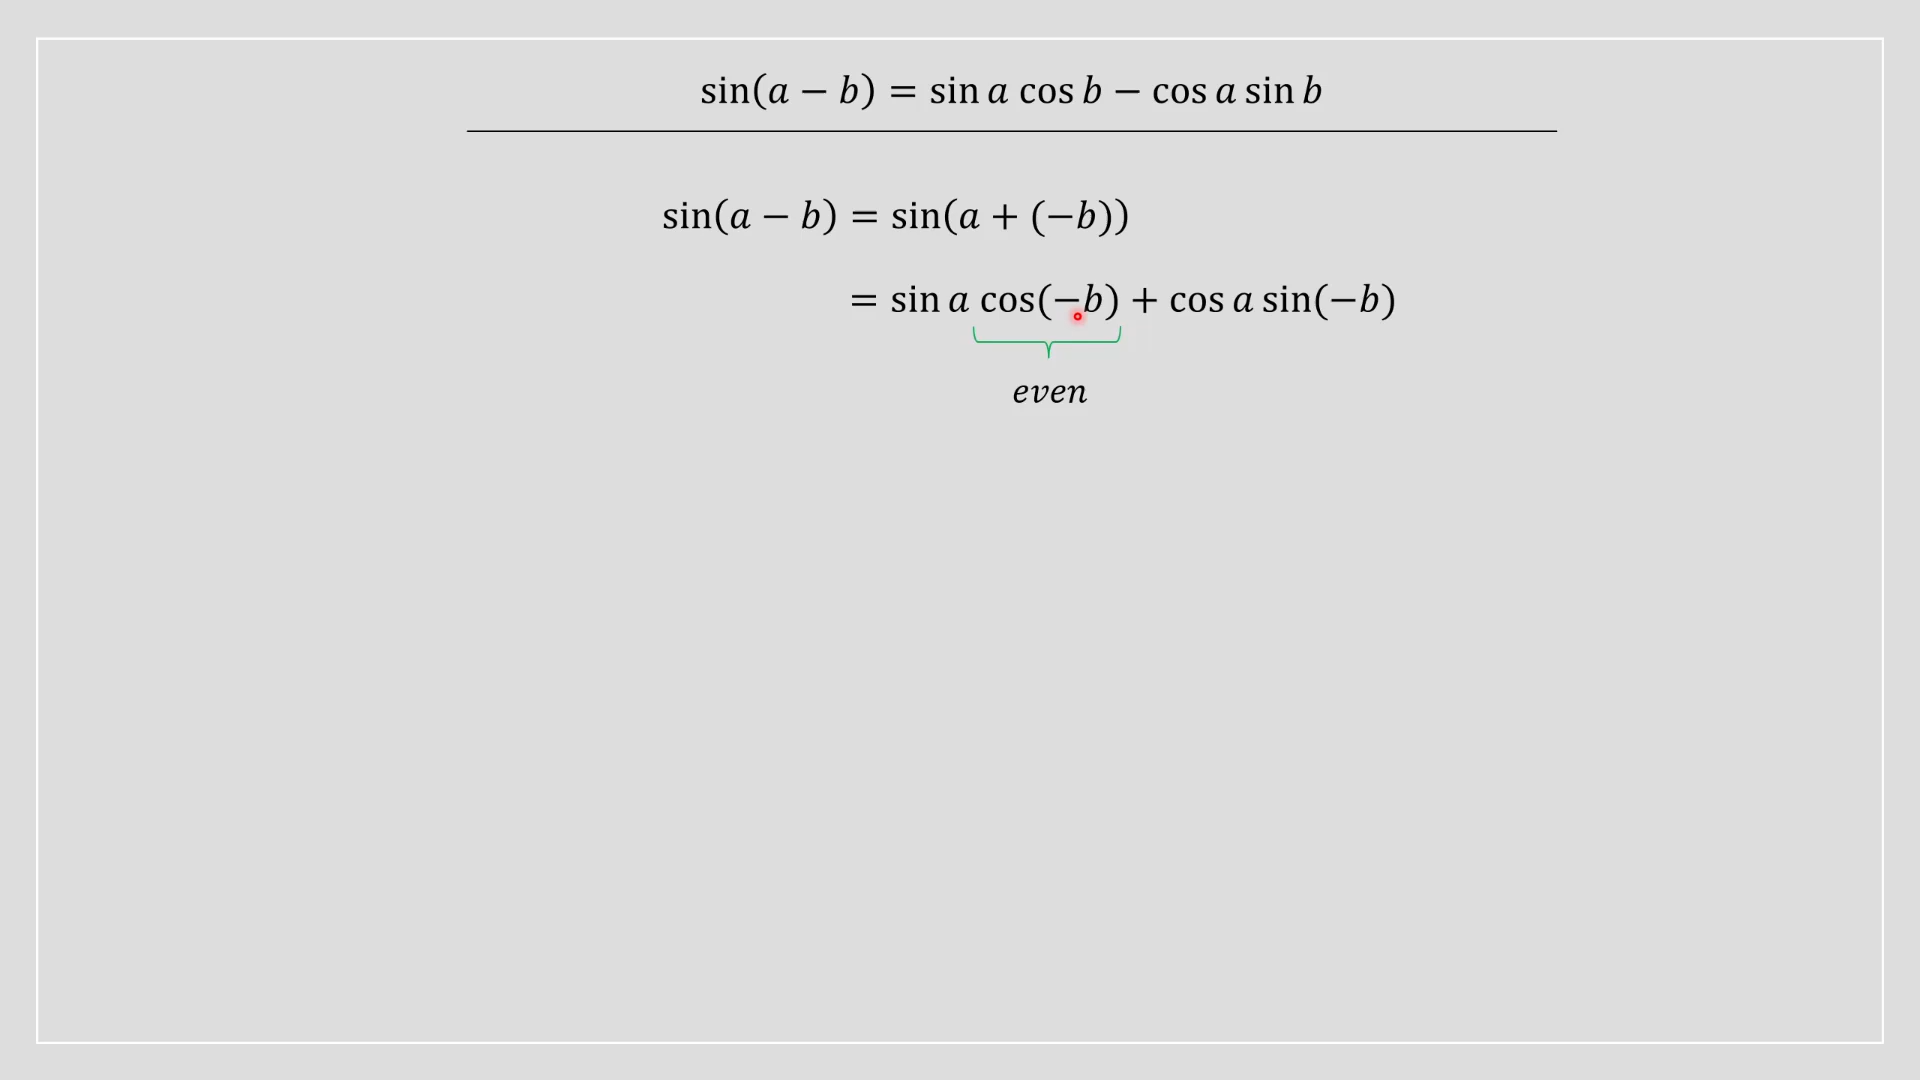 sin(a − b) = sin a cos b − cos a sin b
sin(a − b) = sin(a + (−b))
= sin a cos(−b) + cos a sin(−b)
even